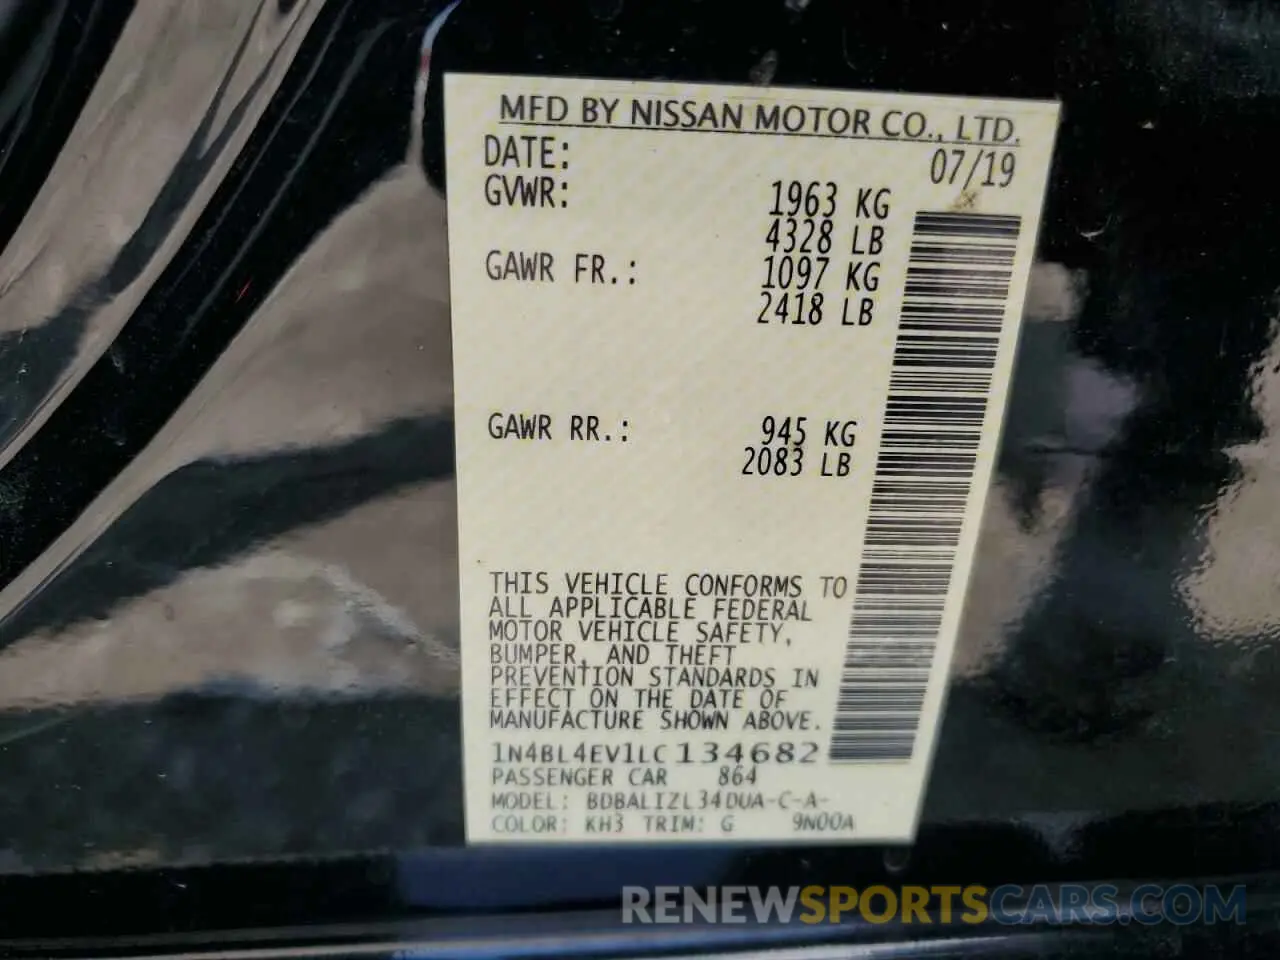 MFD BY NISSAN MOTOR CO., LTD.
DATE: 07/19
GVWR: 1963 KG
4328 LB
GAWR FR.: 1097 KG
2418 LB
GAWR RR.: 945 KG
2083 LB
THIS VEHICLE CONFORMS TO
ALL APPLICABLE FEDERAL
MOTOR VEHICLE SAFETY,
BUMPER, AND THEFT
PREVENTION STANDARDS IN
EFFECT ON THE DATE OF
MANUFACTURE SHOWN ABOVE.
1N4BL4EV1LC134682
PASSENGER CAR 864
MODEL: BDBALIZL34DUA-C-A-
COLOR: KH3 TRIM: G 9N00A
RENEWSPORTSCARS.COM